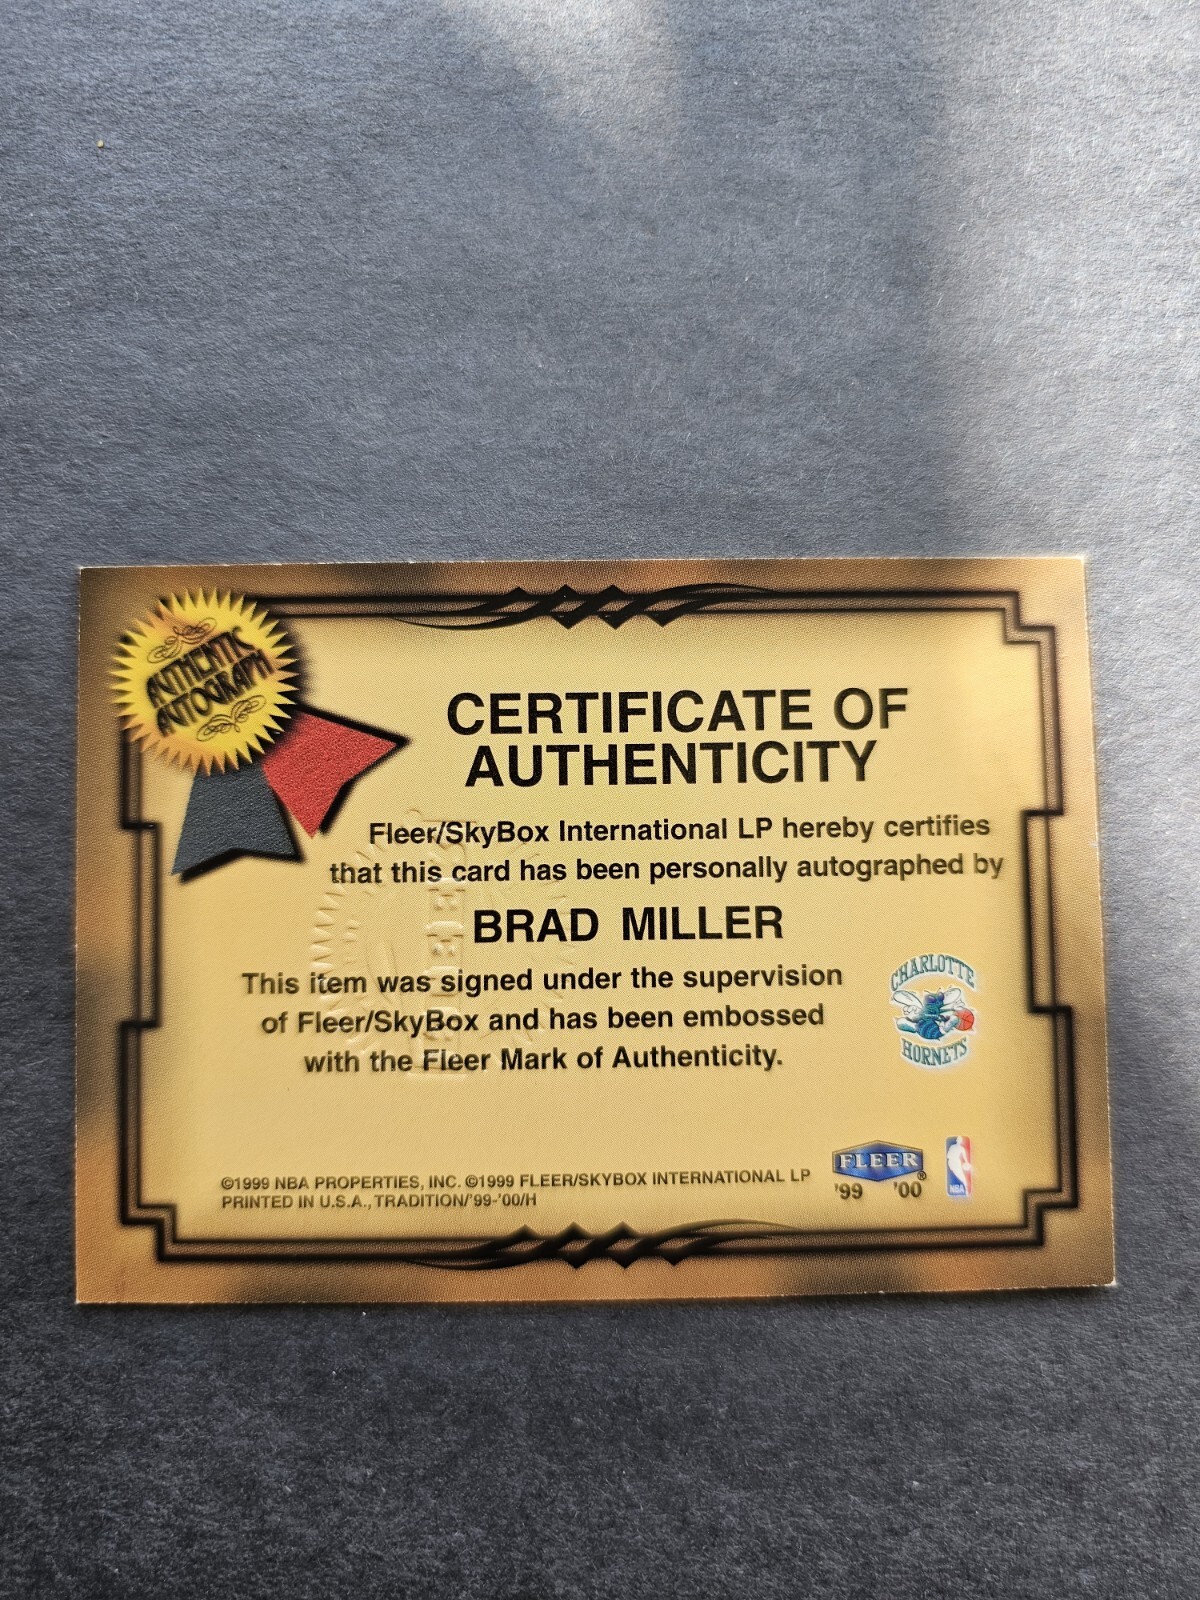 AUTHENTIC
AUTOGRAPH
CERTIFICATE OF
AUTHENTICITY
Fleer/SkyBox International LP hereby certifies
that this card has been personally autographed by
BRAD MILLER
This item was signed under the supervision
of Fleer/SkyBox and has been embossed
with the Fleer Mark of Authenticity.
CHARLOTTE
HORNETS
©1999 NBA PROPERTIES, INC. ©1999 FLEER/SKYBOX INTERNATIONAL LP
PRINTED IN U.S.A., TRADITION/'99-'00/H
FLEER®
'99 '00
NBA